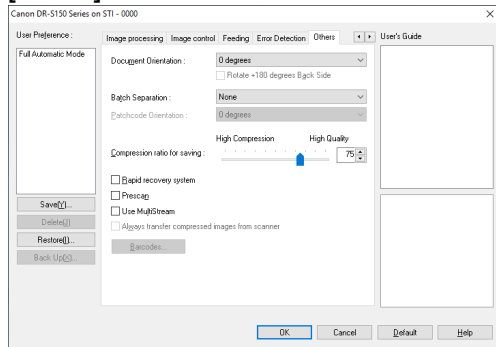 Canon DR-S150 Series on STI - 0000
User Preference :
Full Automatic Mode
Save[Y]...
Delete[J]
Restore[I]...
Back Up[X]...
Image processing Image control Feeding Error Detection Others
Document Orientation : 0 degrees
Rotate +180 degrees Back Side
Batch Separation : None
Patchcode Orientation : 0 degrees
High Compression High Quality
Compression ratio for saving : 75
Rapid recovery system
Prescan
Use MultiStream
Always transfer compressed images from scanner
Barcodes...
User's Guide
OK Cancel Default Help